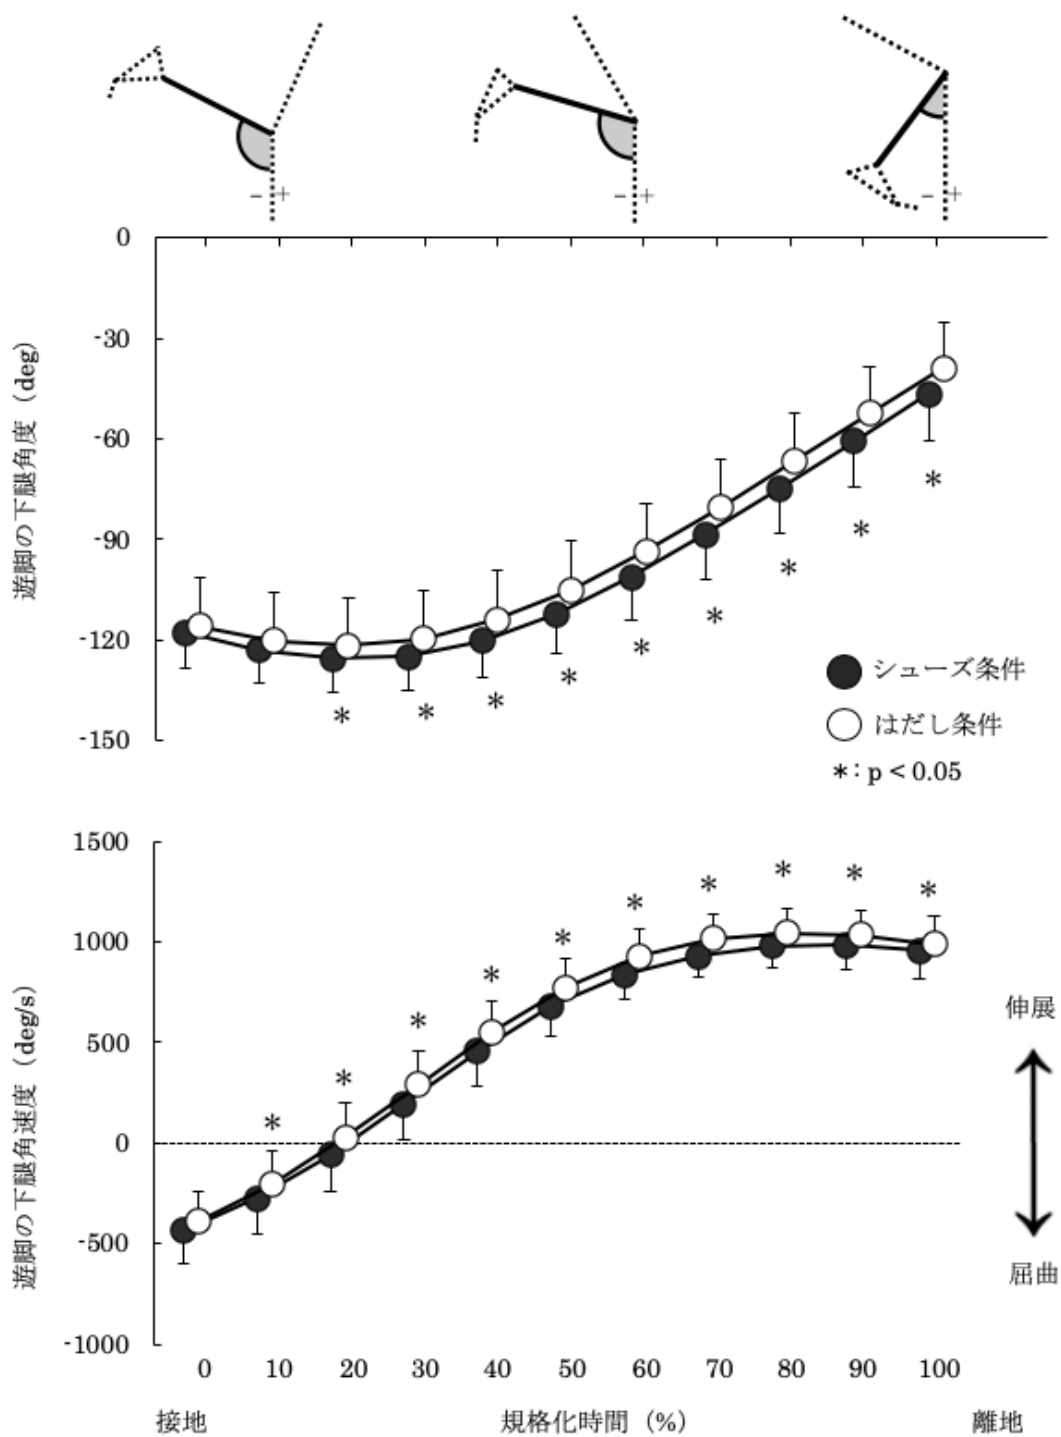 - +
- +
- +
0
-30
-60
-90
-120
-150
遊脚の下腿角度（deg）
* * * * * * * * *
シューズ条件
はだし条件
*: p < 0.05
1500
1000
500
0
-500
-1000
遊脚の下腿角速度（deg/s）
* * * * * * * * * *
伸展
屈曲
0 10 20 30 40 50 60 70 80 90 100
接地 規格化時間（%） 離地